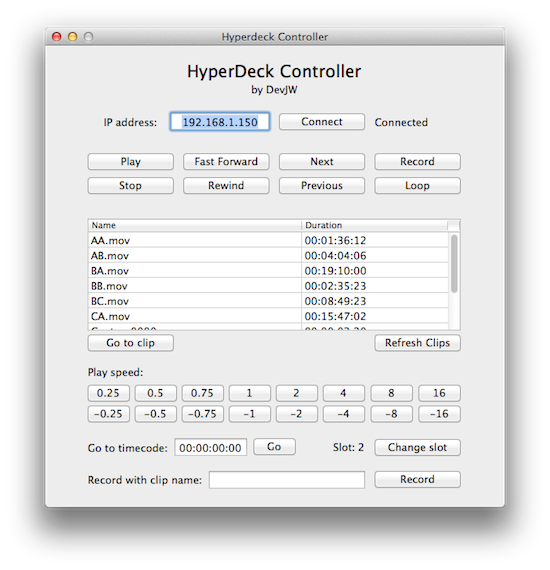 Hyperdeck Controller
HyperDeck Controller
by DevJW
IP address: 192.168.1.150 Connect Connected
Play Fast Forward Next Record
Stop Rewind Previous Loop
Name Duration
AA.mov 00:01:36:12
AB.mov 00:04:04:06
BA.mov 00:19:10:00
BB.mov 00:02:35:23
BC.mov 00:08:49:23
CA.mov 00:15:47:02
Go to clip Refresh Clips
Play speed:
0.25 0.5 0.75 1 2 4 8 16
-0.25 -0.5 -0.75 -1 -2 -4 -8 -16
Go to timecode: 00:00:00:00 Go Slot: 2 Change slot
Record with clip name: Record